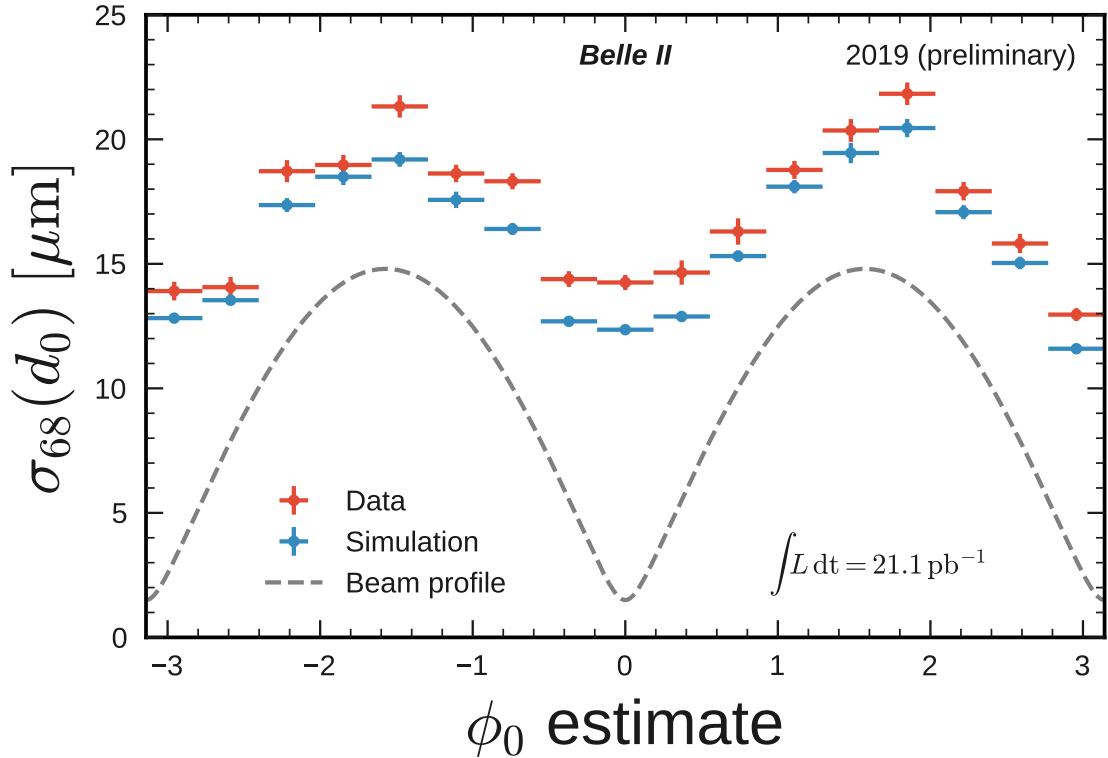 25
20
15
10
5
0
σ68(d0) [μm]
Belle II
2019 (preliminary)
Data
Simulation
Beam profile
∫L dt = 21.1 pb⁻¹
−3 −2 −1 0 1 2 3
ϕ0 estimate